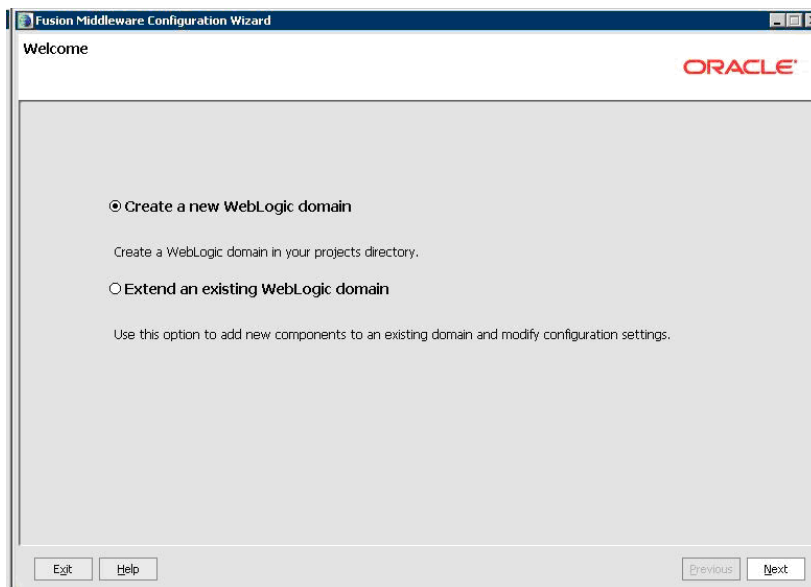 Fusion Middleware Configuration Wizard
Welcome
ORACLE
Create a new WebLogic domain
Create a WebLogic domain in your projects directory.
Extend an existing WebLogic domain
Use this option to add new components to an existing domain and modify configuration settings.
Exit Help Previous Next